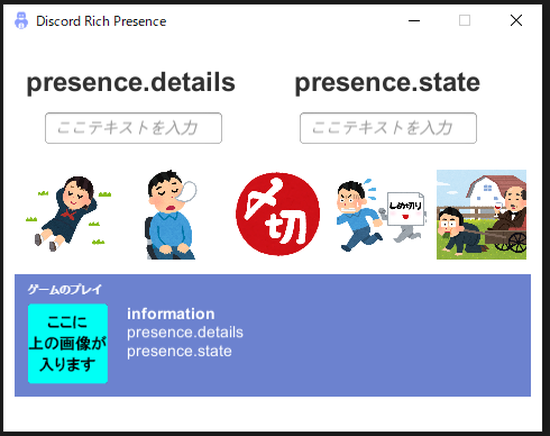 Discord Rich Presence
presence.details
presence.state
ここテキストを入力
ここテキストを入力
〆切
しめ切り
ゲームのプレイ
ここに
上の画像が
入ります
information
presence.details
presence.state